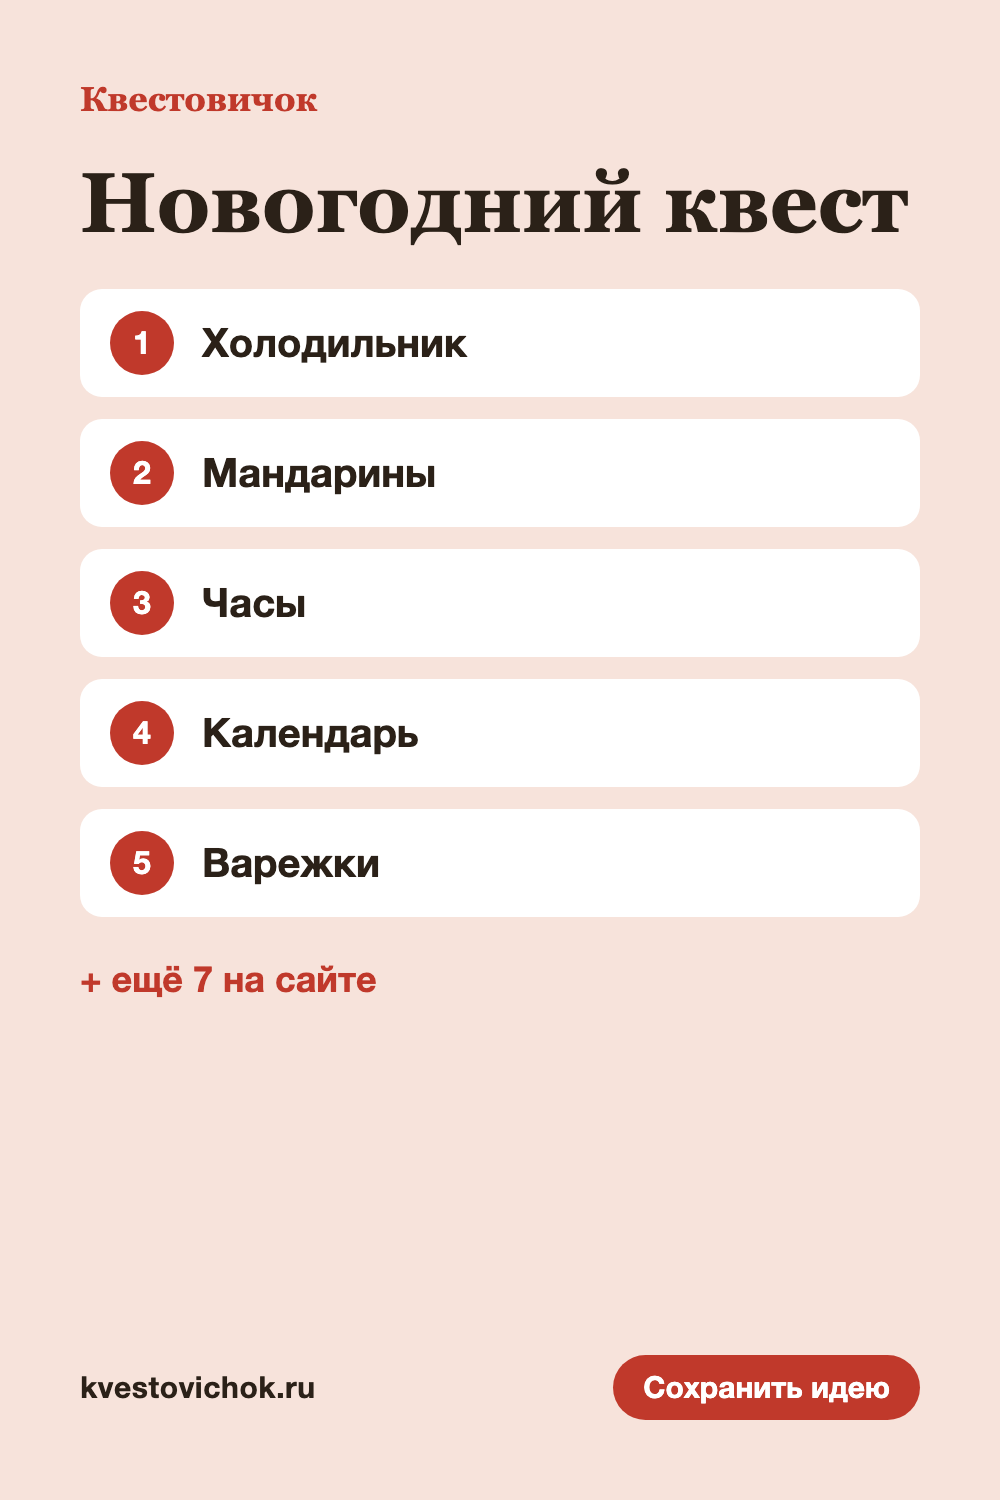 Квестовичок
Новогодний квест
1 Холодильник
2 Мандарины
3 Часы
4 Календарь
5 Варежки
+ ещё 7 на сайте
kvestovichok.ru
Сохранить идею